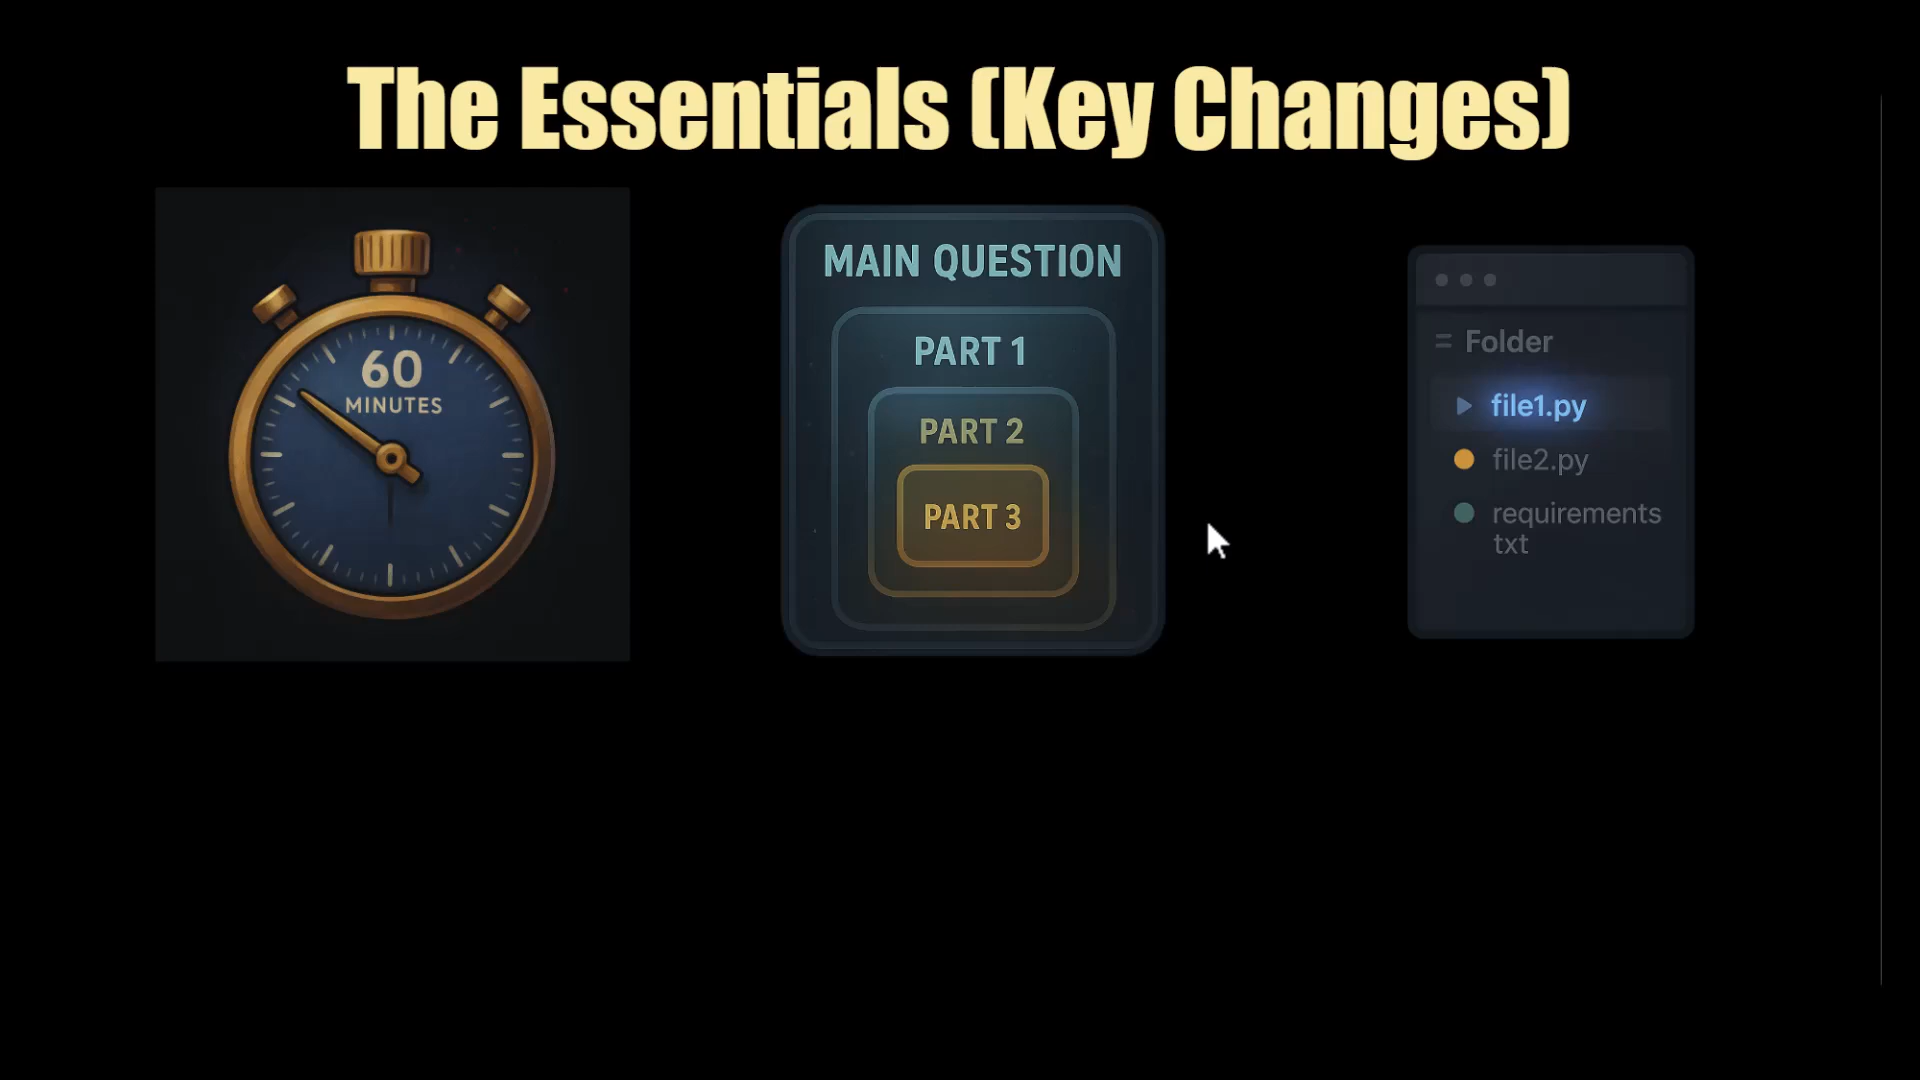 The Essentials (Key Changes)
60
MINUTES
MAIN QUESTION
PART 1
PART 2
PART 3
Folder
file1.py
file2.py
requirements
txt